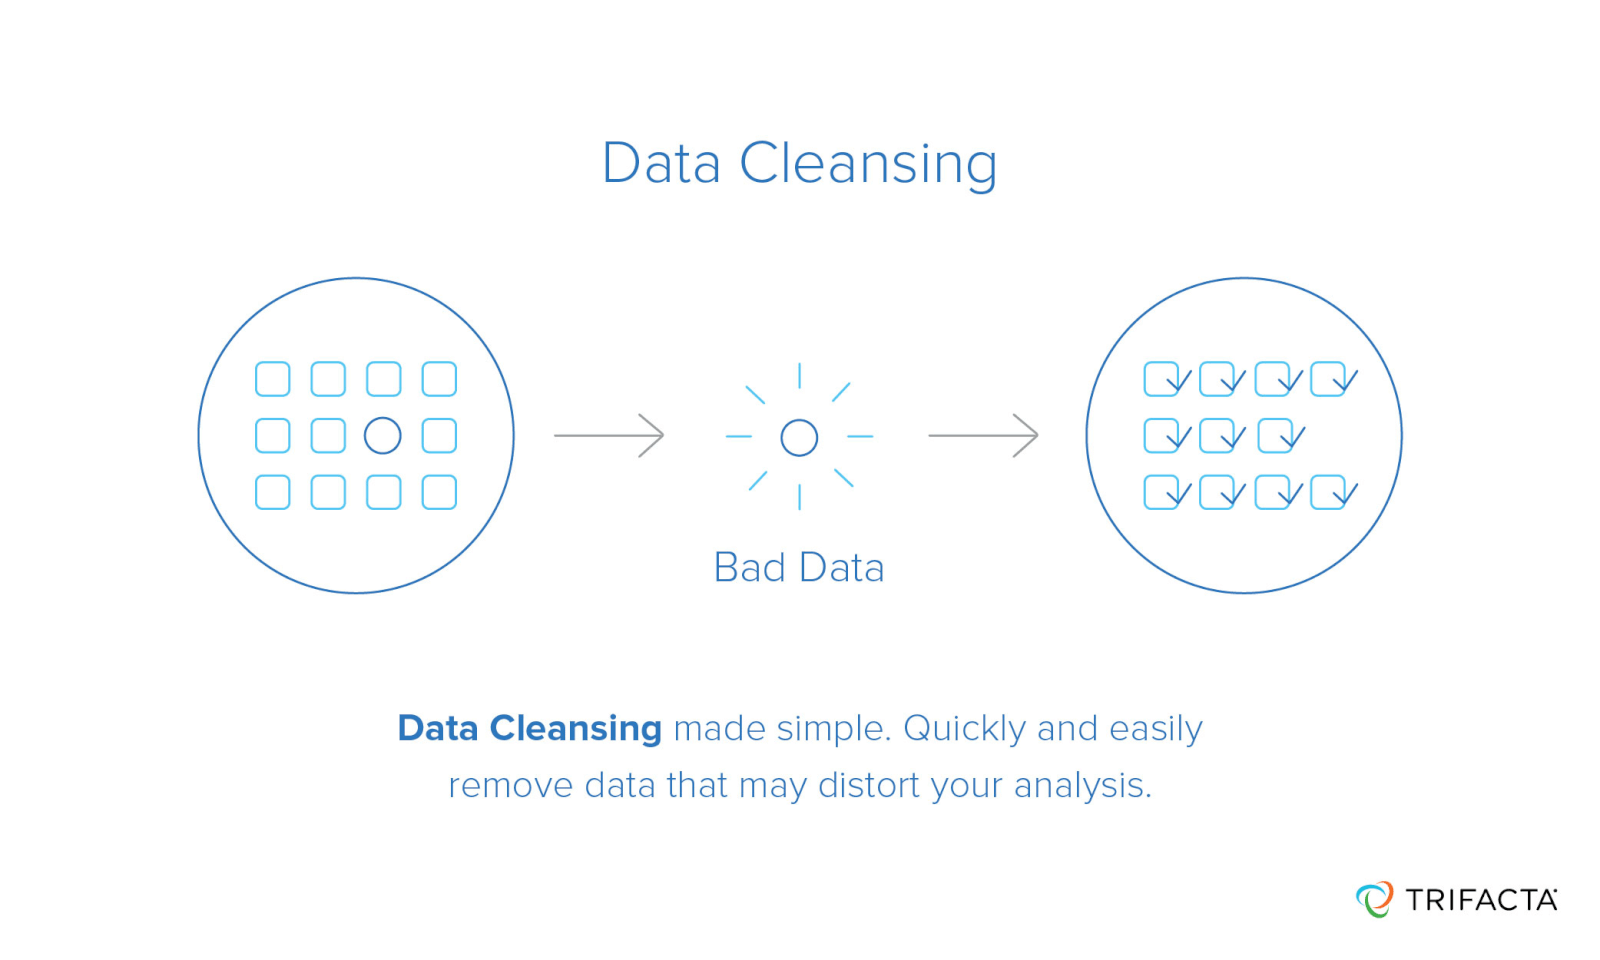 Data Cleansing
Bad Data
Data Cleansing made simple. Quickly and easily
remove data that may distort your analysis.
TRIFACTA